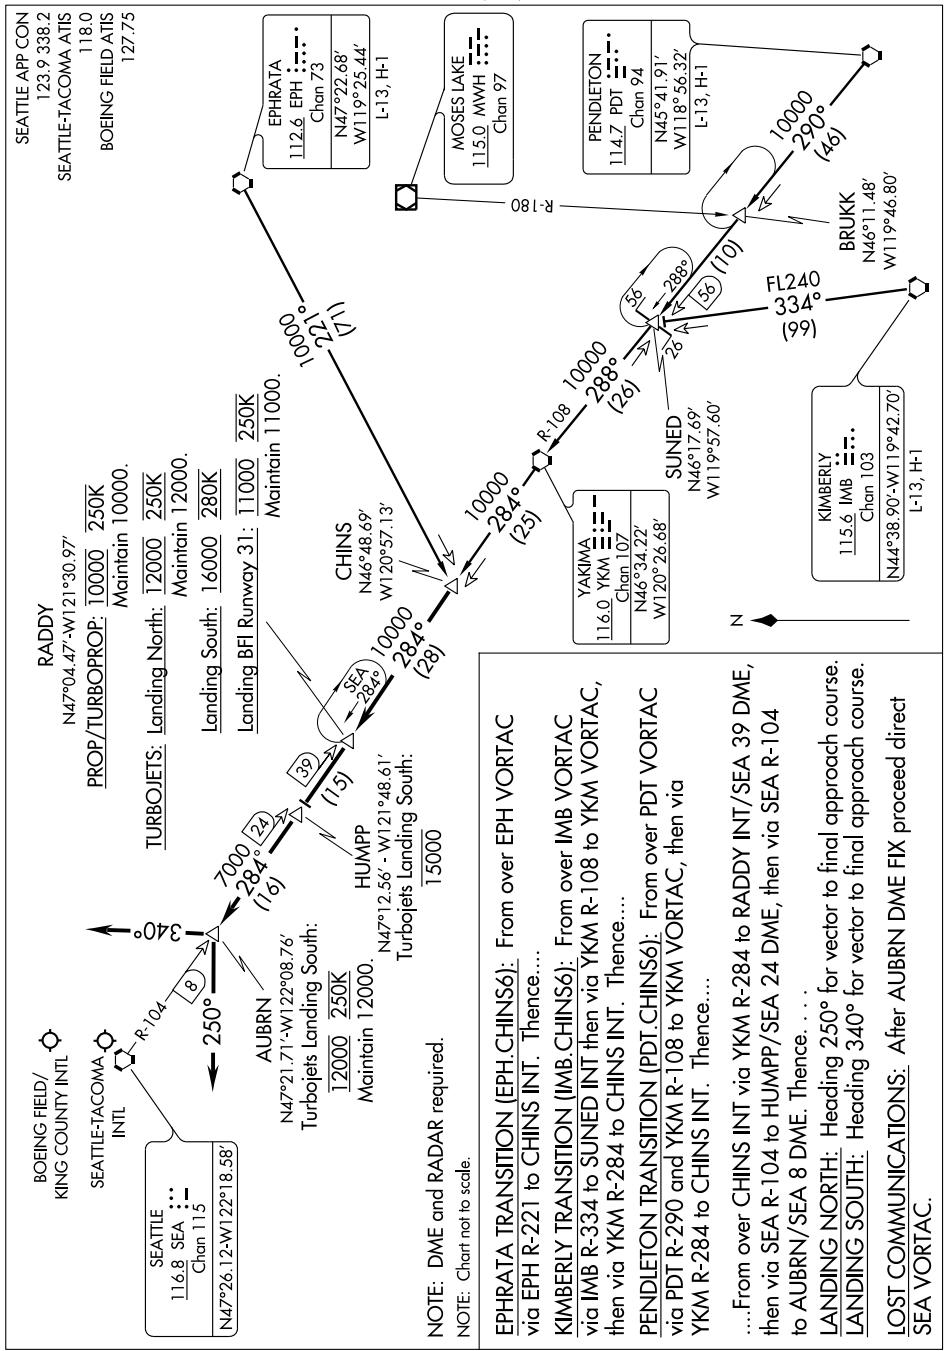 SEATTLE APP CON
123.9 338.2
SEATTLE-TACOMA ATIS
118.0
BOEING FIELD ATIS
127.75
EPHRATA
112.6 EPH
Chan 73
N47°22.68'
W119°25.44'
L-13, H-1
MOSES LAKE
115.0 MWH
Chan 97
PENDLETON
114.7 PDT
Chan 94
N45°41.91'
W118°56.32'
L-13, H-1
10000
290°
(46)
R-180
BRUKK
N46°11.48'
W119°46.80'
(10)
56
288°
56
26
FL240
334°
(99)
10000
221°
(71)
10000
288°
(26)
R-108
SUNED
N46°17.69'
W119°57.60'
KIMBERLY
115.6 IMB
Chan 103
N44°38.90'-W119°42.70'
L-13, H-1
YAKIMA
116.0 YKM
Chan 107
N46°34.22'
W120°26.68'
10000
284°
(25)
CHINS
N46°48.69'
W120°57.13'
10000
284°
(28)
RADDY
N47°04.47'-W121°30.97'
PROP/TURBOPROP: 10000 250K
Maintain 10000.
TURBOJETS: Landing North: 12000 250K
Maintain 12000.
Landing South: 16000 280K
Landing BFI Runway 31: 11000 250K
Maintain 11000.
SEA
284°
39
(15)
HUMPP
N47°12.56' - W121°48.61'
Turbojets Landing South:
15000
24
7000
284°
(16)
340°
250°
R-104
8
AUBRN
N47°21.71'-W122°08.76'
Turbojets Landing South:
12000 250K
Maintain 12000.
BOEING FIELD/
KING COUNTY INTL
SEATTLE-TACOMA
INTL
SEATTLE
116.8 SEA
Chan 115
N47°26.12-W122°18.58'
N
NOTE: DME and RADAR required.
NOTE: Chart not to scale.
EPHRATA TRANSITION (EPH.CHINS6): From over EPH VORTAC
via EPH R-221 to CHINS INT. Thence....
KIMBERLY TRANSITION (IMB.CHINS6): From over IMB VORTAC
via IMB R-334 to SUNED INT then via YKM R-108 to YKM VORTAC,
then via YKM R-284 to CHINS INT. Thence....
PENDLETON TRANSITION (PDT.CHINS6): From over PDT VORTAC
via PDT R-290 and YKM R-108 to YKM VORTAC, then via
YKM R-284 to CHINS INT. Thence....
....From over CHINS INT via YKM R-284 to RADDY INT/SEA 39 DME,
then via SEA R-104 to HUMPP/SEA 24 DME, then via SEA R-104
to AUBRN/SEA 8 DME. Thence. . . .
LANDING NORTH: Heading 250° for vector to final approach course.
LANDING SOUTH: Heading 340° for vector to final approach course.
LOST COMMUNICATIONS: After AUBRN DME FIX proceed direct
SEA VORTAC.